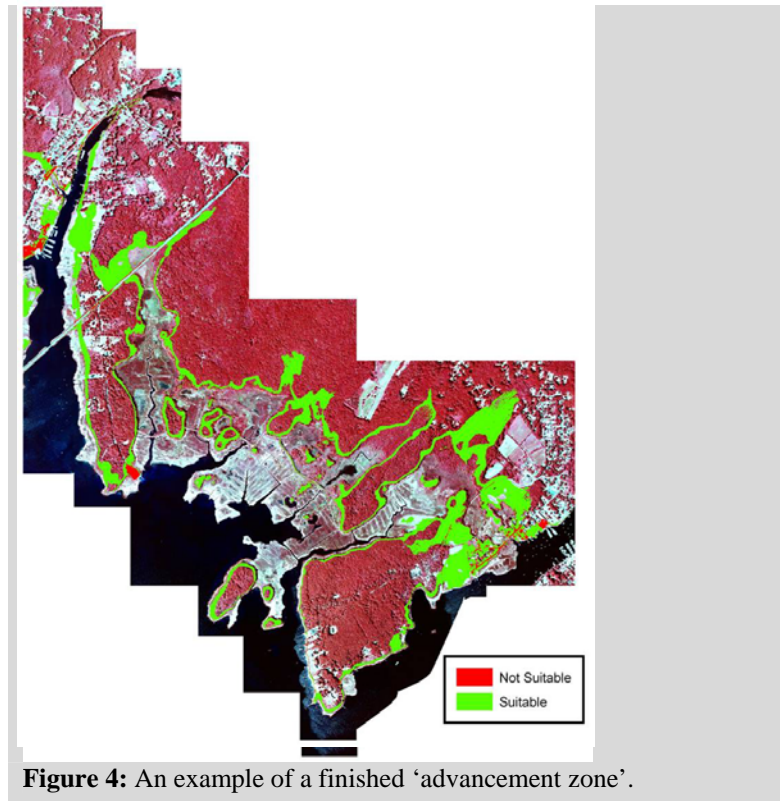 Not Suitable
Suitable
Figure 4: An example of a finished ‘advancement zone’.